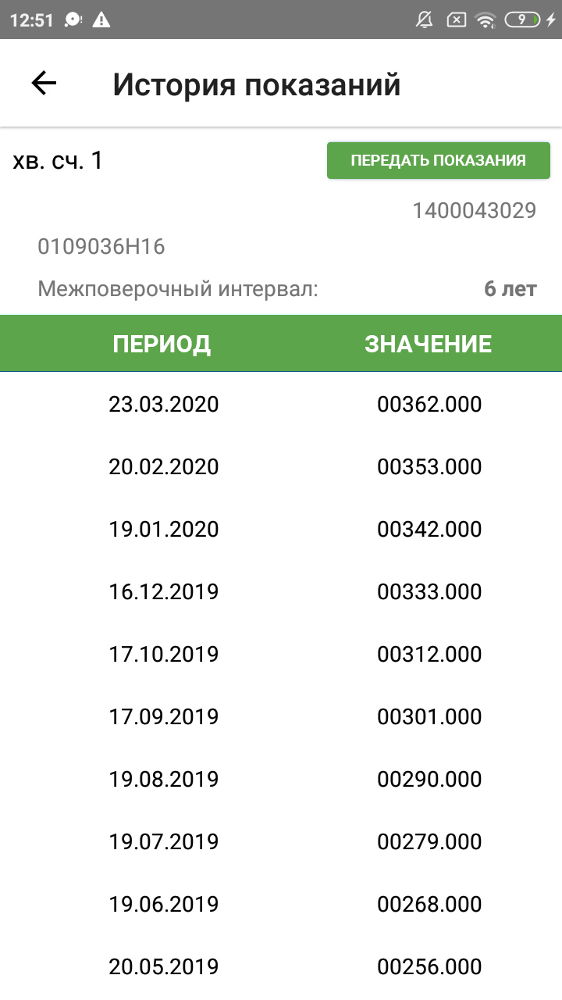 12:51
9
История показаний
хв. сч. 1
ПЕРЕДАТЬ ПОКАЗАНИЯ
1400043029
0109036Н16
Межповерочный интервал: 6 лет
ПЕРИОД ЗНАЧЕНИЕ
23.03.2020 00362.000
20.02.2020 00353.000
19.01.2020 00342.000
16.12.2019 00333.000
17.10.2019 00312.000
17.09.2019 00301.000
19.08.2019 00290.000
19.07.2019 00279.000
19.06.2019 00268.000
20.05.2019 00256.000